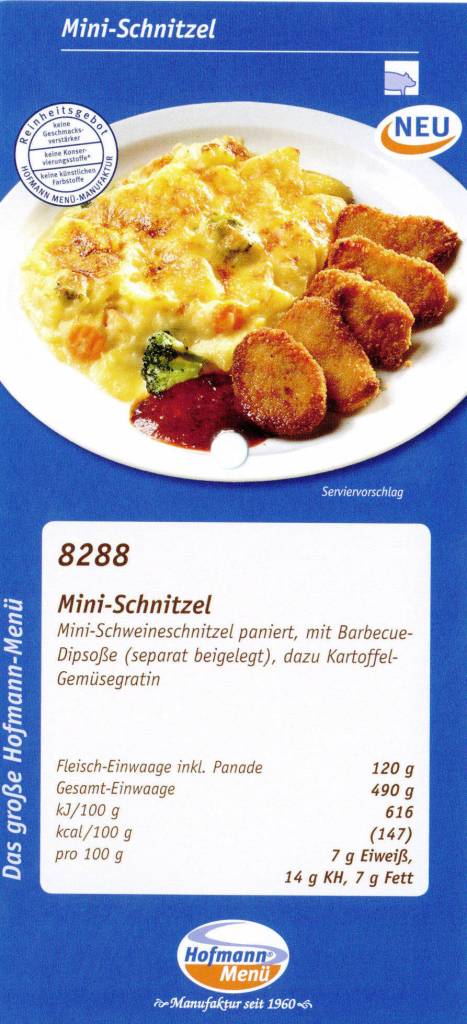 Mini-Schnitzel
Reinheitsgebot
keine
Geschmacks-
verstärker
keine Konser-
vierungsstoffe*
keine künstlichen
Farbstoffe
HOFMANN MENÜ-MANUFAKTUR
NEU
Serviervorschlag
8288
Mini-Schnitzel
Mini-Schweineschnitzel paniert, mit Barbecue-
Dipsoße (separat beigelegt), dazu Kartoffel-
Gemüsegratin
Fleisch-Einwaage inkl. Panade 120 g
Gesamt-Einwaage 490 g
kJ/100 g 616
kcal/100 g (147)
pro 100 g 7 g Eiweiß,
14 g KH, 7 g Fett
Das große Hofmann-Menü
Hofmann®
Menü
Manufaktur seit 1960